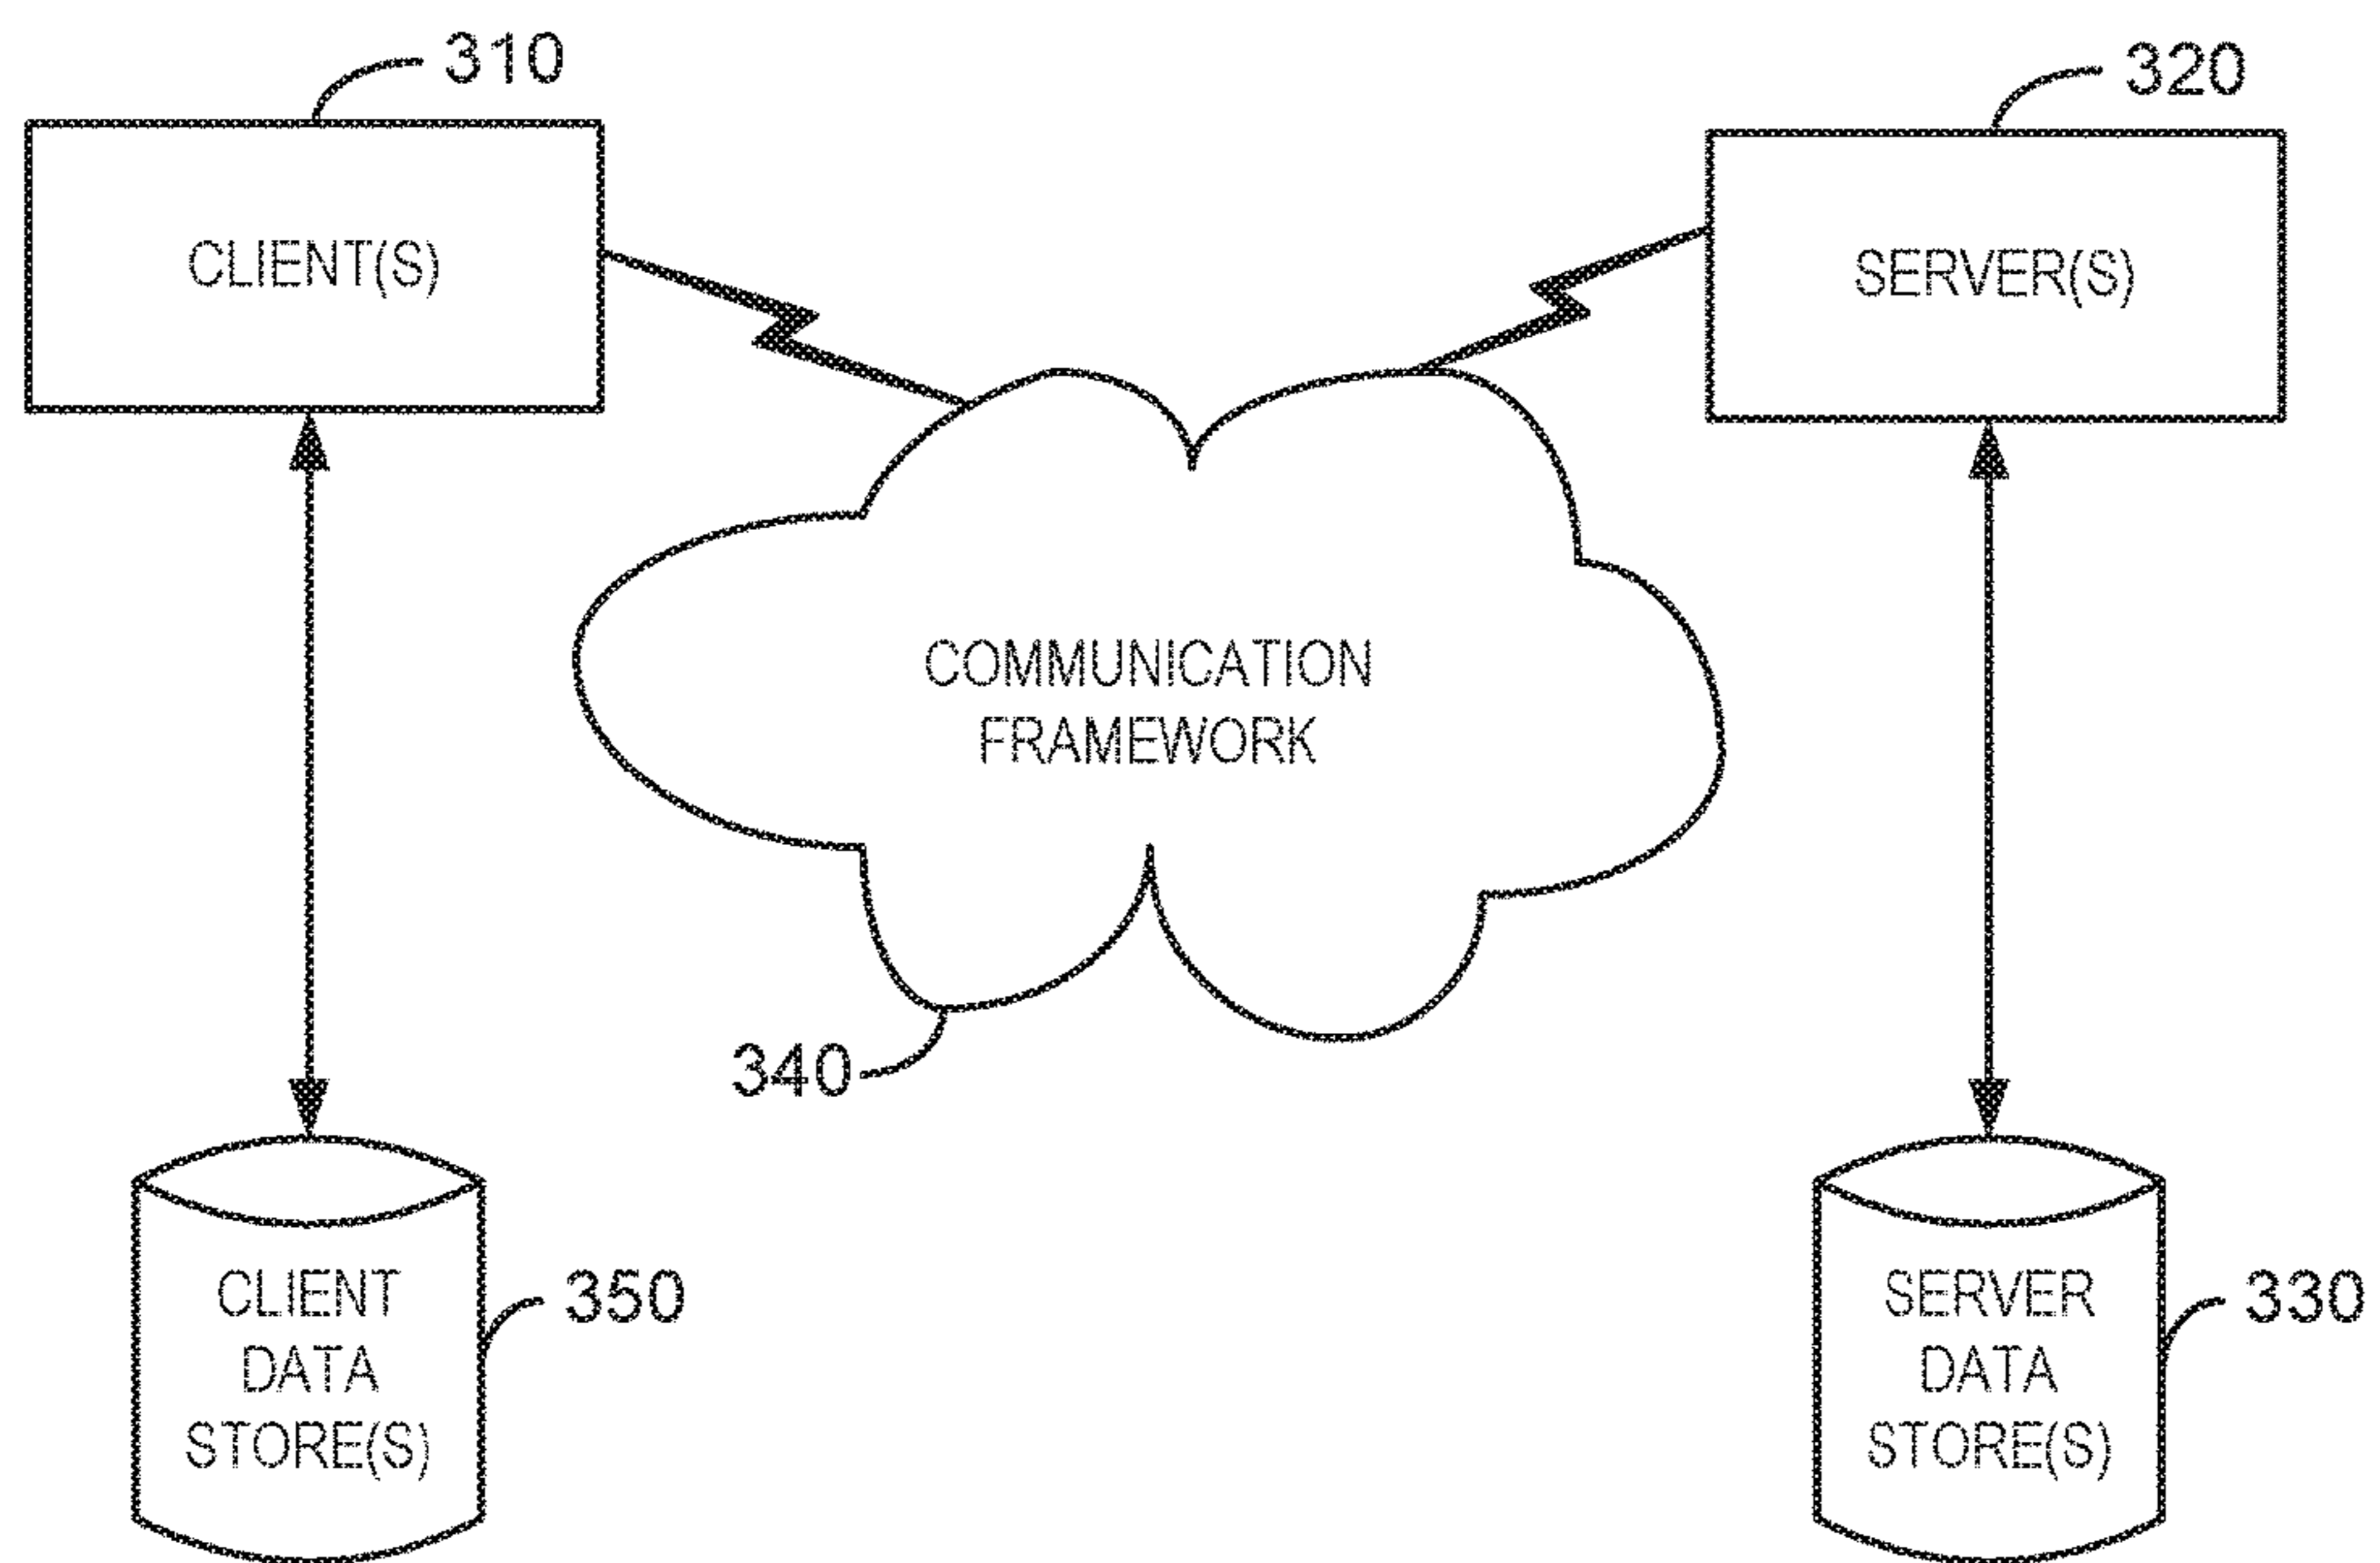 310
320
CLIENT(S)
SERVER(S)
COMMUNICATION
FRAMEWORK
340
CLIENT
DATA
STORE(S)
350
SERVER
DATA
STORE(S)
330